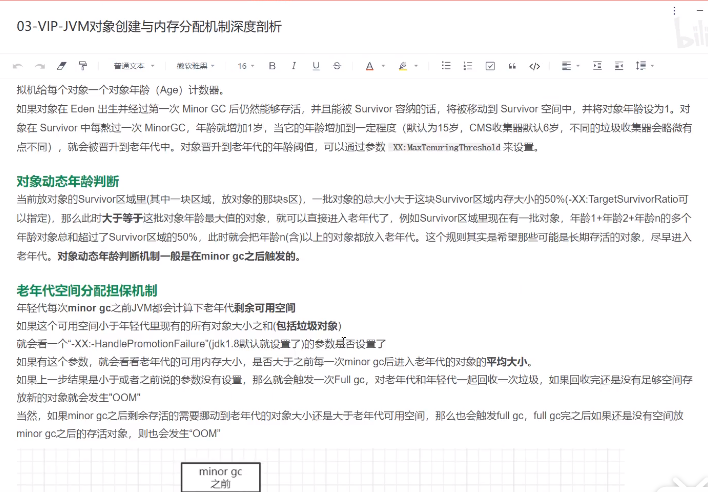 03-VIP-JVM对象创建与内存分配机制深度剖析
bili
普通文本 微软雅黑 16 B I U S A
拟机给每个对象一个对象年龄（Age）计数器。
如果对象在 Eden 出生并经过第一次 Minor GC 后仍然能够存活，并且能被 Survivor 容纳的话，将被移动到 Survivor 空间中，并将对象年龄设为1。对
象在 Survivor 中每熬过一次 MinorGC，年龄就增加1岁，当它的年龄增加到一定程度（默认为15岁，CMS收集器默认6岁，不同的垃圾收集器会略微有
点不同），就会被晋升到老年代中。对象晋升到老年代的年龄阈值，可以通过参数 XX:MaxTenuringThreshold 来设置。
对象动态年龄判断
当前放对象的Survivor区域里(其中一块区域，放对象的那块s区)，一批对象的总大小大于这块Survivor区域内存大小的50%(-XX:TargetSurvivorRatio可
以指定)，那么此时大于等于这批对象年龄最大值的对象，就可以直接进入老年代了，例如Survivor区域里现在有一批对象，年龄1+年龄2+年龄n的多个
年龄对象总和超过了Survivor区域的50%，此时就会把年龄n(含)以上的对象都放入老年代。这个规则其实是希望那些可能是长期存活的对象，尽早进入
老年代。对象动态年龄判断机制一般是在minor gc之后触发的。
老年代空间分配担保机制
年轻代每次minor gc之前JVM都会计算下老年代剩余可用空间
如果这个可用空间小于年轻代里现有的所有对象大小之和(包括垃圾对象)
就会看一个“-XX:-HandlePromotionFailure”(jdk1.8默认就设置了)的参数是否设置了
如果有这个参数，就会看看老年代的可用内存大小，是否大于之前每一次minor gc后进入老年代的对象的平均大小。
如果上一步结果是小于或者之前说的参数没有设置，那么就会触发一次Full gc，对老年代和年轻代一起回收一次垃圾，如果回收完还是没有足够空间存
放新的对象就会发生"OOM"
当然，如果minor gc之后剩余存活的需要挪动到老年代的对象大小还是大于老年代可用空间，那么也会触发full gc，full gc完之后如果还是没有空间放
minor gc之后的存活对象，则也会发生“OOM”
minor gc
之前